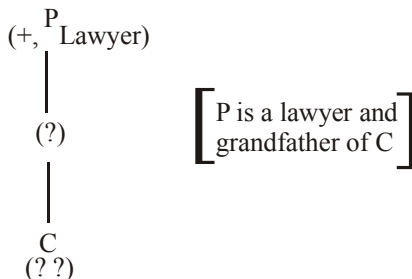 P
(+, Lawyer)
(?)
P is a lawyer and
grandfather of C
C
(? ?)